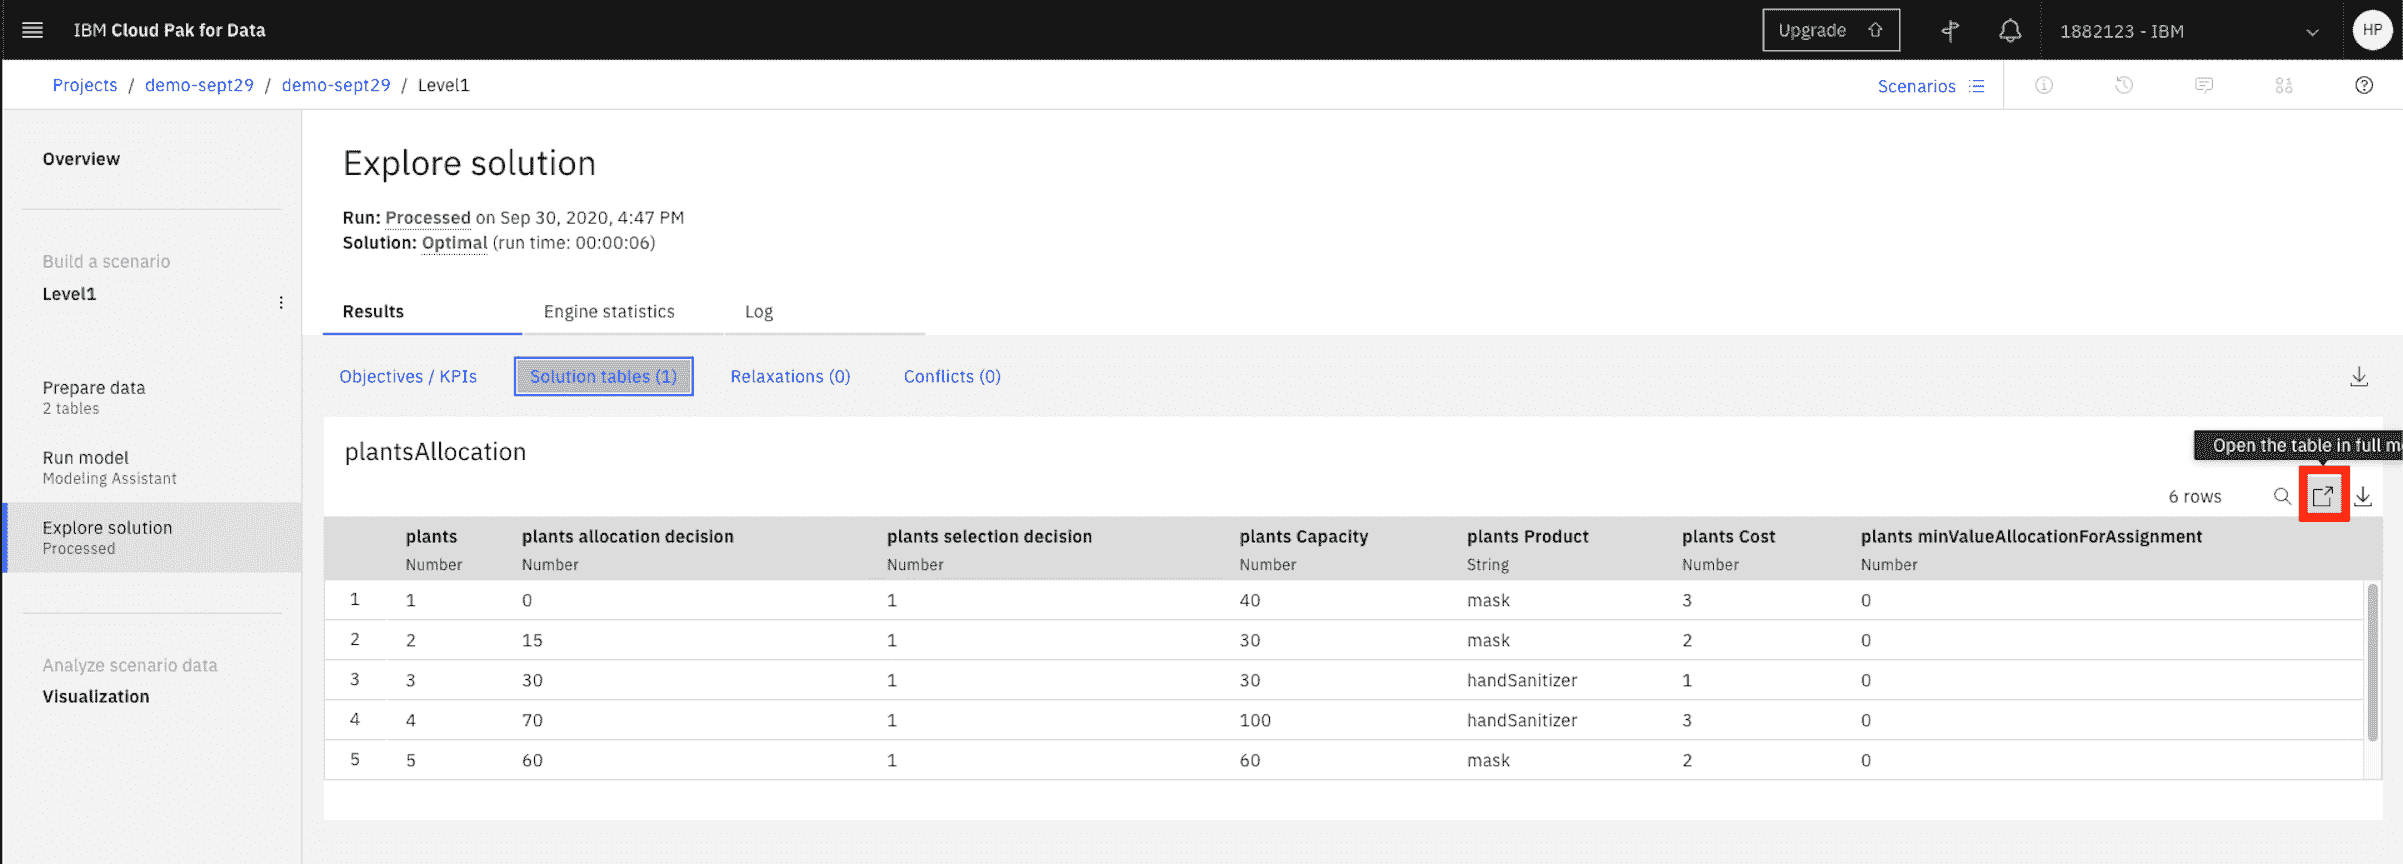 IBM Cloud Pak for Data
Upgrade
1882123 - IBM
HP
Projects / demo-sept29 / demo-sept29 / Level1
Scenarios
Overview
Build a scenario
Level1
Prepare data
2 tables
Run model
Modeling Assistant
Explore solution
Processed
Analyze scenario data
Visualization
Explore solution
Run: Processed on Sep 30, 2020, 4:47 PM
Solution: Optimal (run time: 00:00:06)
Results Engine statistics Log
Objectives / KPIs Solution tables (1) Relaxations (0) Conflicts (0)
plantsAllocation
Open the table in full m
6 rows
plants plants allocation decision plants selection decision plants Capacity plants Product plants Cost plants minValueAllocationForAssignment
Number Number Number Number String Number Number
1 1 0 1 40 mask 3 0
2 2 15 1 30 mask 2 0
3 3 30 1 30 handSanitizer 1 0
4 4 70 1 100 handSanitizer 3 0
5 5 60 1 60 mask 2 0